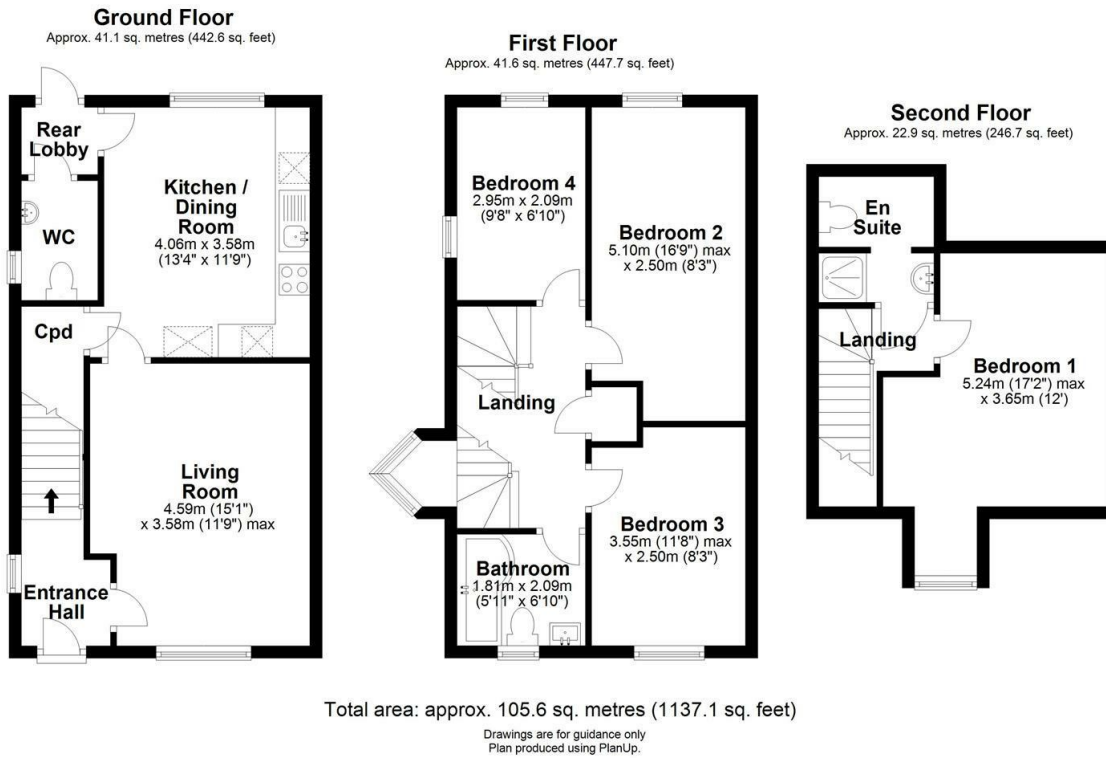 Ground Floor
Approx. 41.1 sq. metres (442.6 sq. feet)
Rear
Lobby
WC
Kitchen /
Dining
Room
4.06m x 3.58m
(13'4" x 11'9")
Cpd
Living
Room
4.59m (15'1")
x 3.58m (11'9") max
Entrance
Hall
First Floor
Approx. 41.6 sq. metres (447.7 sq. feet)
Bedroom 4
2.95m x 2.09m
(9'8" x 6'10")
Bedroom 2
5.10m (16'9") max
x 2.50m (8'3")
Landing
Bedroom 3
3.55m (11'8") max
x 2.50m (8'3")
Bathroom
1.81m x 2.09m
(5'11" x 6'10")
Second Floor
Approx. 22.9 sq. metres (246.7 sq. feet)
En
Suite
Landing
Bedroom 1
5.24m (17'2") max
x 3.65m (12')
Total area: approx. 105.6 sq. metres (1137.1 sq. feet)
Drawings are for guidance only
Plan produced using PlanUp.